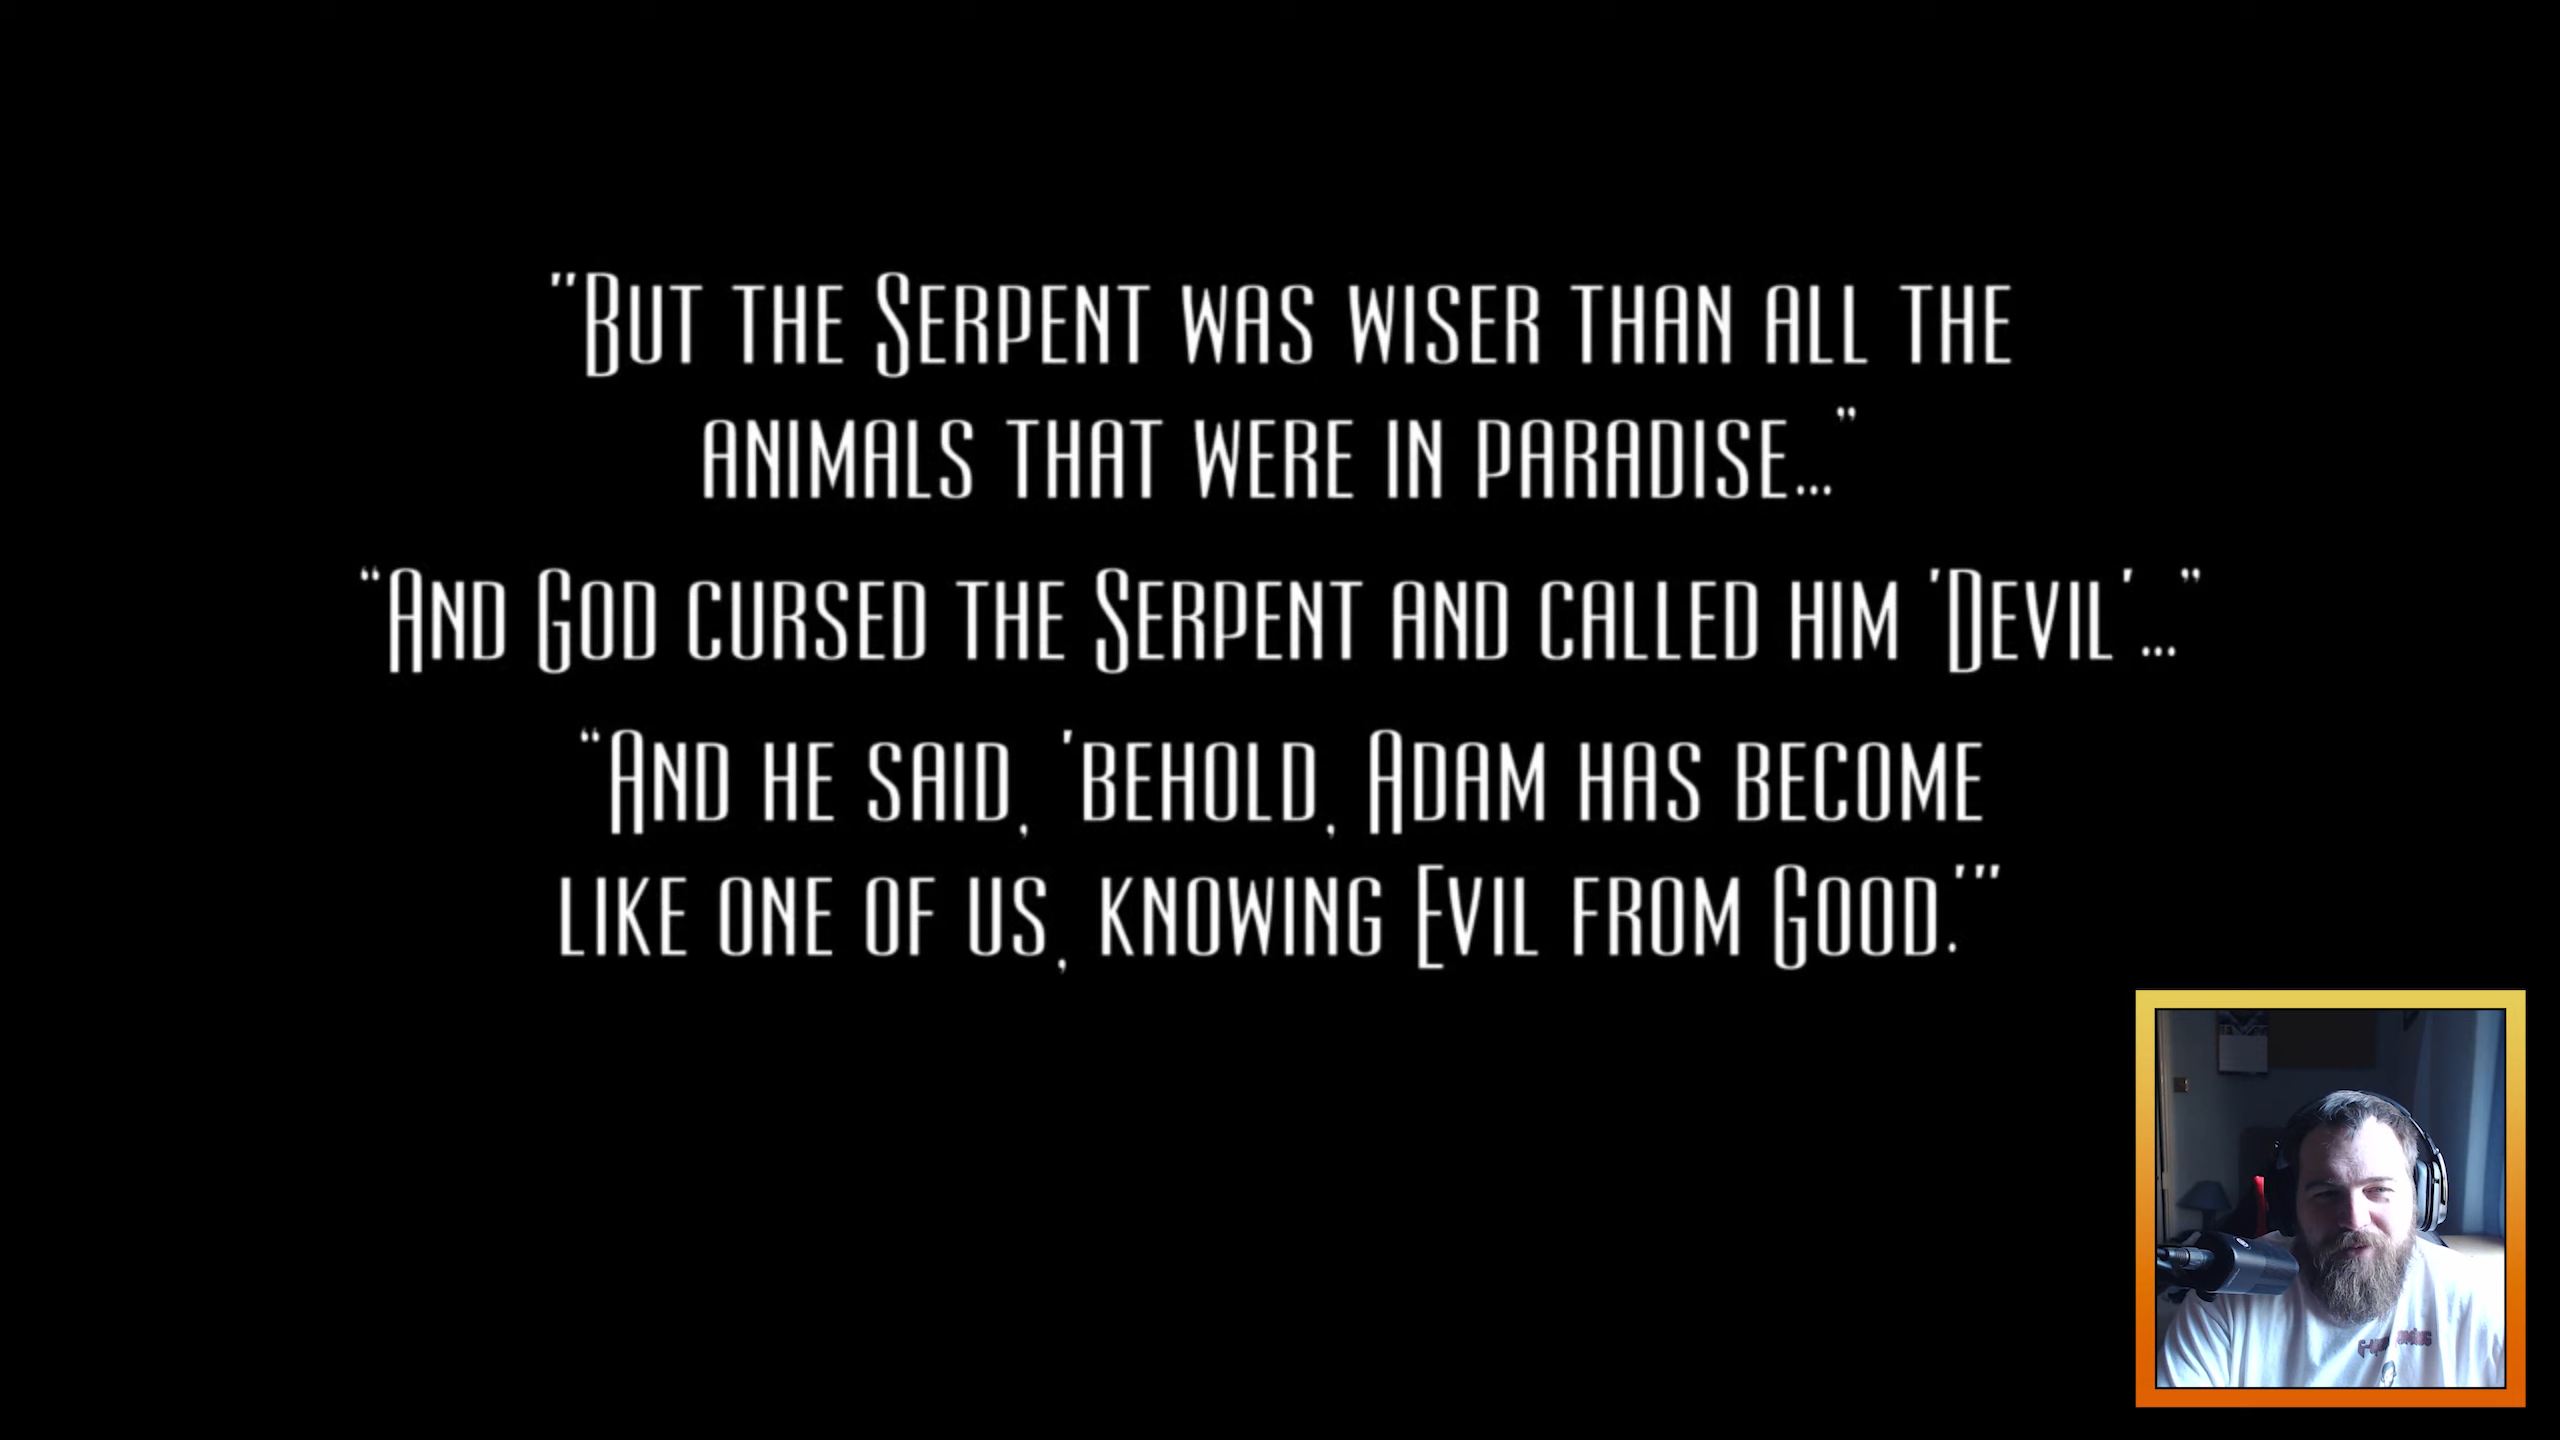 "But the Serpent was wiser than all the
animals that were in paradise..."
"And God cursed the Serpent and called him 'Devil'..."
"And he said, 'behold, Adam has become
like one of us, knowing Evil from Good.'"